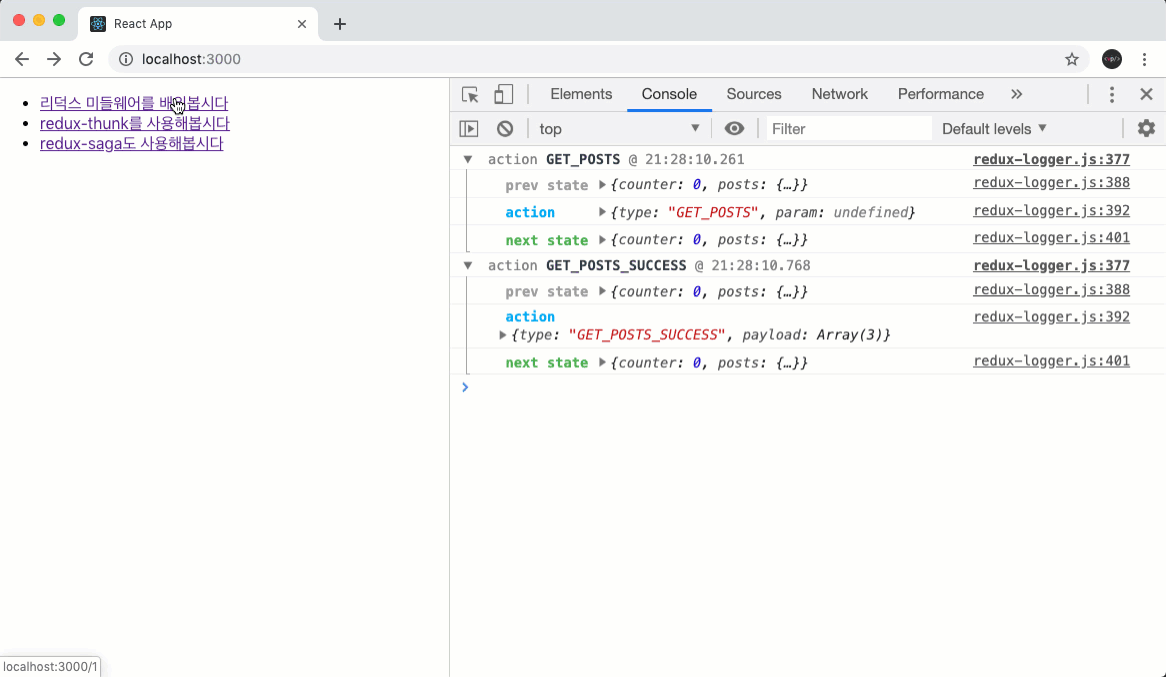 React App
localhost:3000
리덕스 미들웨어를 배워봅시다
redux-thunk를 사용해봅시다
redux-saga도 사용해봅시다
Elements Console Sources Network Performance »
top Filter Default levels
action GET_POSTS @ 21:28:10.261 redux-logger.js:377
prev state {counter: 0, posts: {…}} redux-logger.js:388
action {type: "GET_POSTS", param: undefined} redux-logger.js:392
next state {counter: 0, posts: {…}} redux-logger.js:401
action GET_POSTS_SUCCESS @ 21:28:10.768 redux-logger.js:377
prev state {counter: 0, posts: {…}} redux-logger.js:388
action redux-logger.js:392
{type: "GET_POSTS_SUCCESS", payload: Array(3)}
next state {counter: 0, posts: {…}} redux-logger.js:401
localhost:3000/1